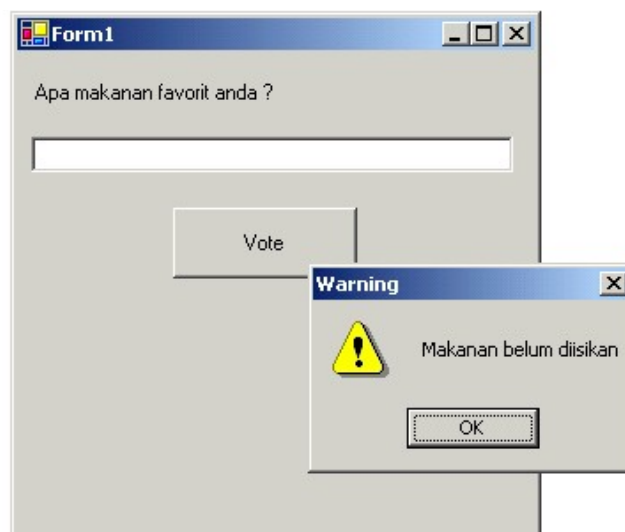 Form1
Apa makanan favorit anda ?
Vote
Warning
Makanan belum diisikan
OK